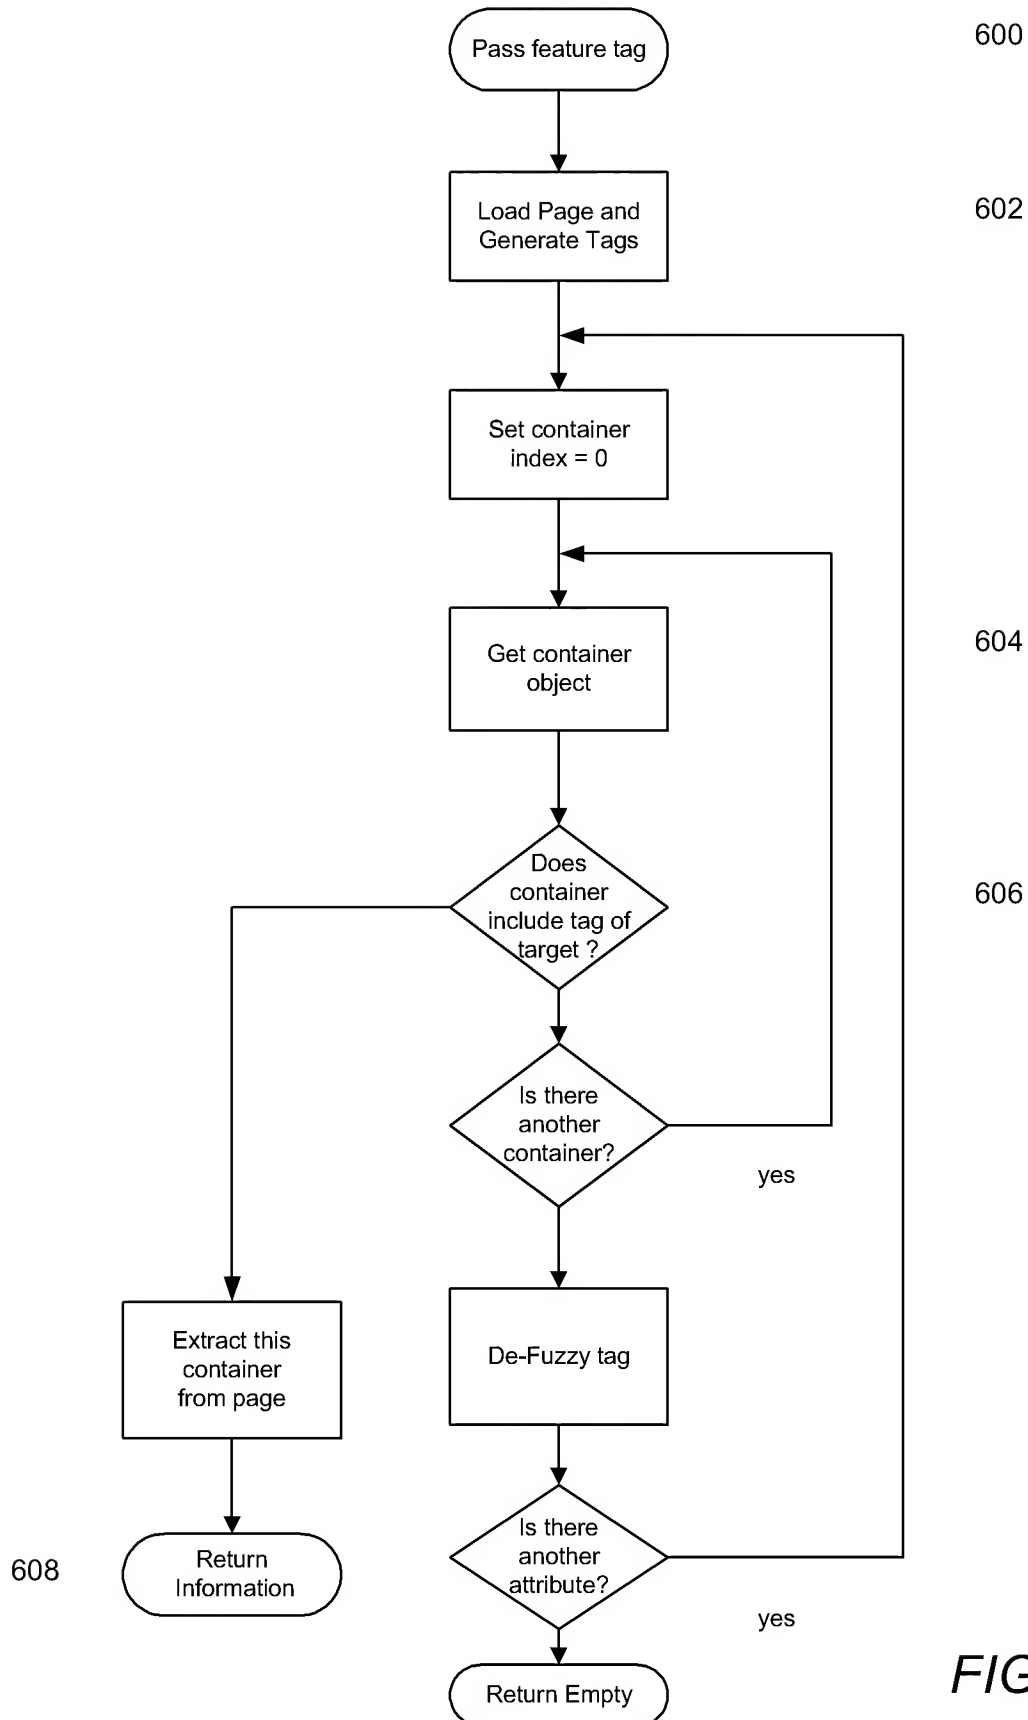 Pass feature tag
600
Load Page and
Generate Tags
602
Set container
index = 0
Get container
object
604
Does
container
include tag of
target ?
606
Is there
another
container?
yes
Extract this
container
from page
De-Fuzzy tag
Return
Information
608
Is there
another
attribute?
yes
Return Empty
FIG